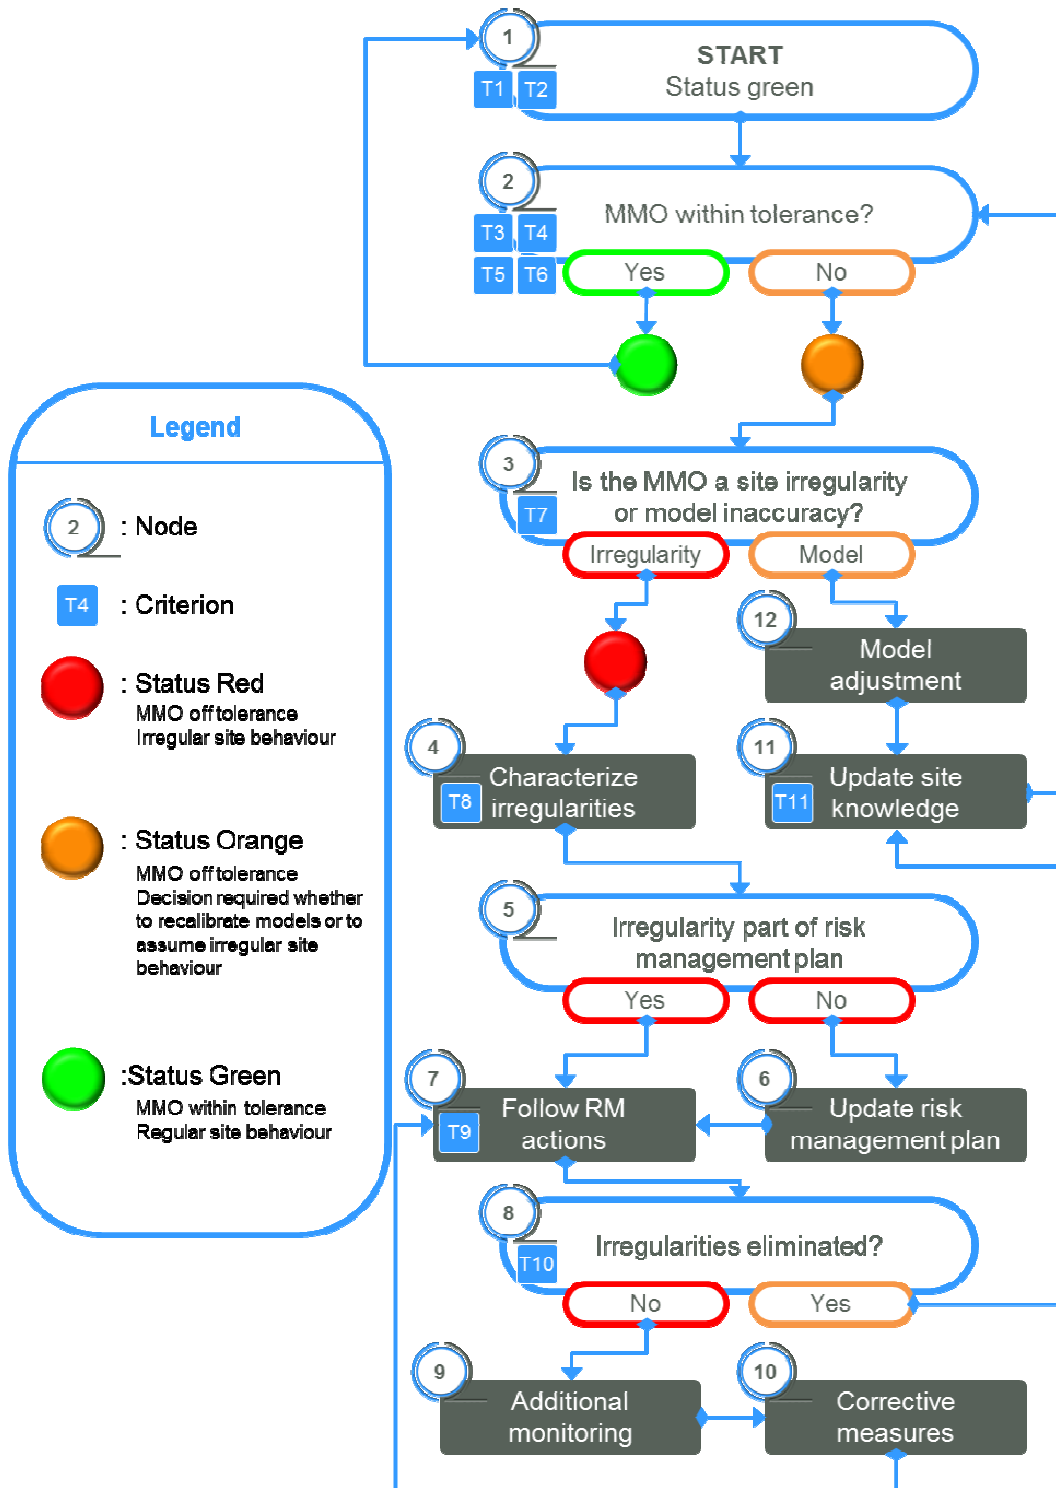 1
START
T1 T2
Status green
2
MMO within tolerance?
T3 T4
T5 T6
Yes
No
Legend
2 : Node
T4 : Criterion
: Status Red
MMO off tolerance
Irregular site behaviour
: Status Orange
MMO off tolerance
Decision required whether
to recalibrate models or to
assume irregular site
behaviour
:Status Green
MMO within tolerance
Regular site behaviour
3
Is the MMO a site irregularity
T7
or model inaccuracy?
Irregularity
Model
12
Model
adjustment
4
Characterize
T8
irregularities
11
Update site
T11
knowledge
5
Irregularity part of risk
management plan
Yes
No
7
Follow RM
T9
actions
6
Update risk
management plan
8
Irregularities eliminated?
T10
No
Yes
9
Additional
monitoring
10
Corrective
measures